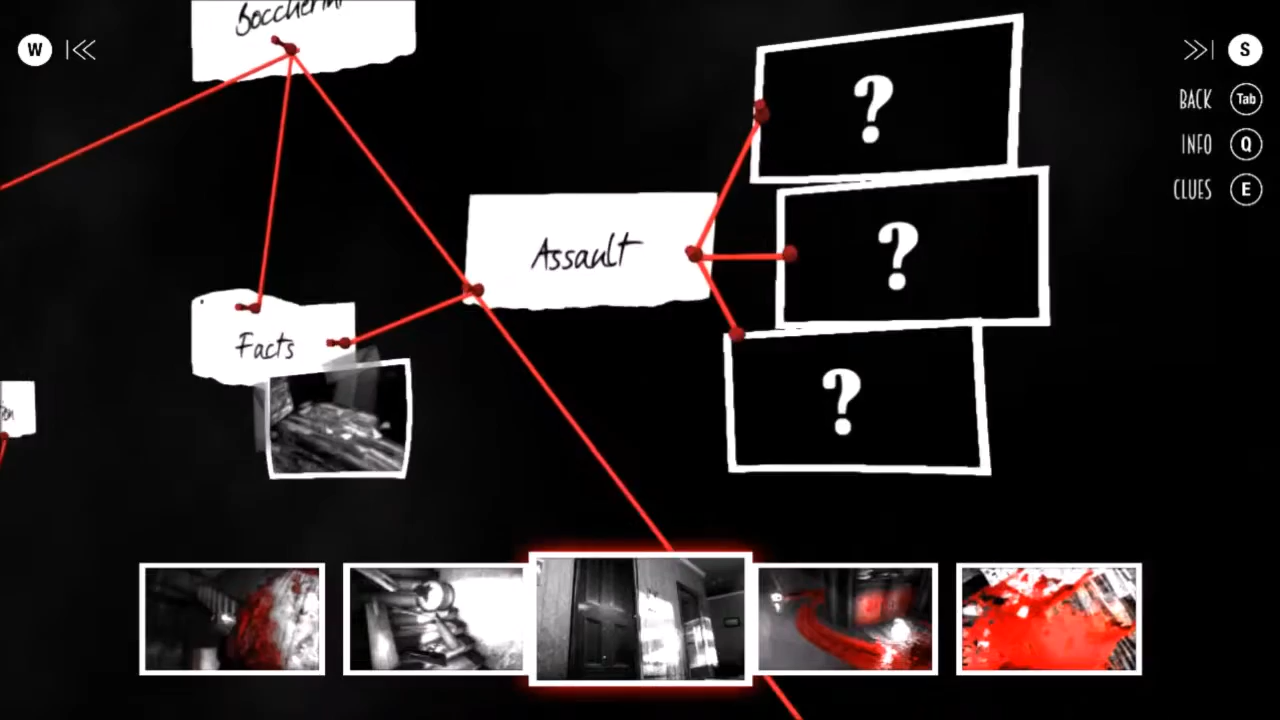 W
S
BACK Tab
INFO Q
CLUES E
?
Assault
?
Facts
?